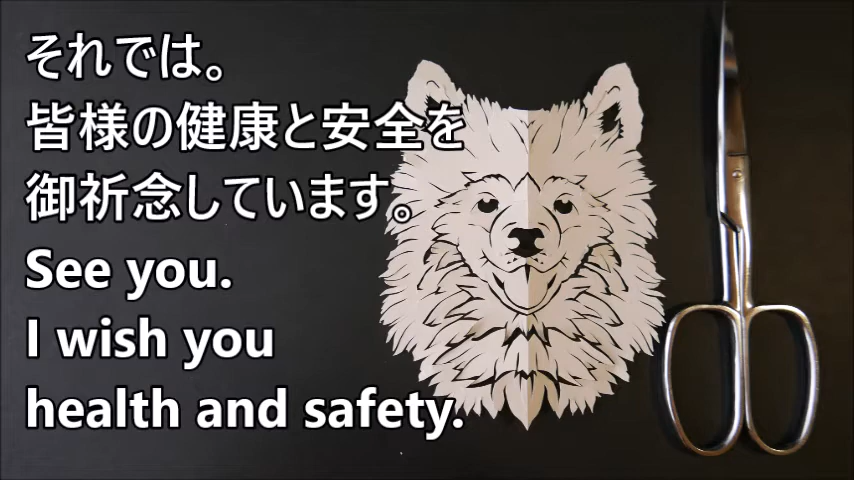 それでは。
皆様の健康と安全を
御祈念しています。
See you.
I wish you
health and safety.